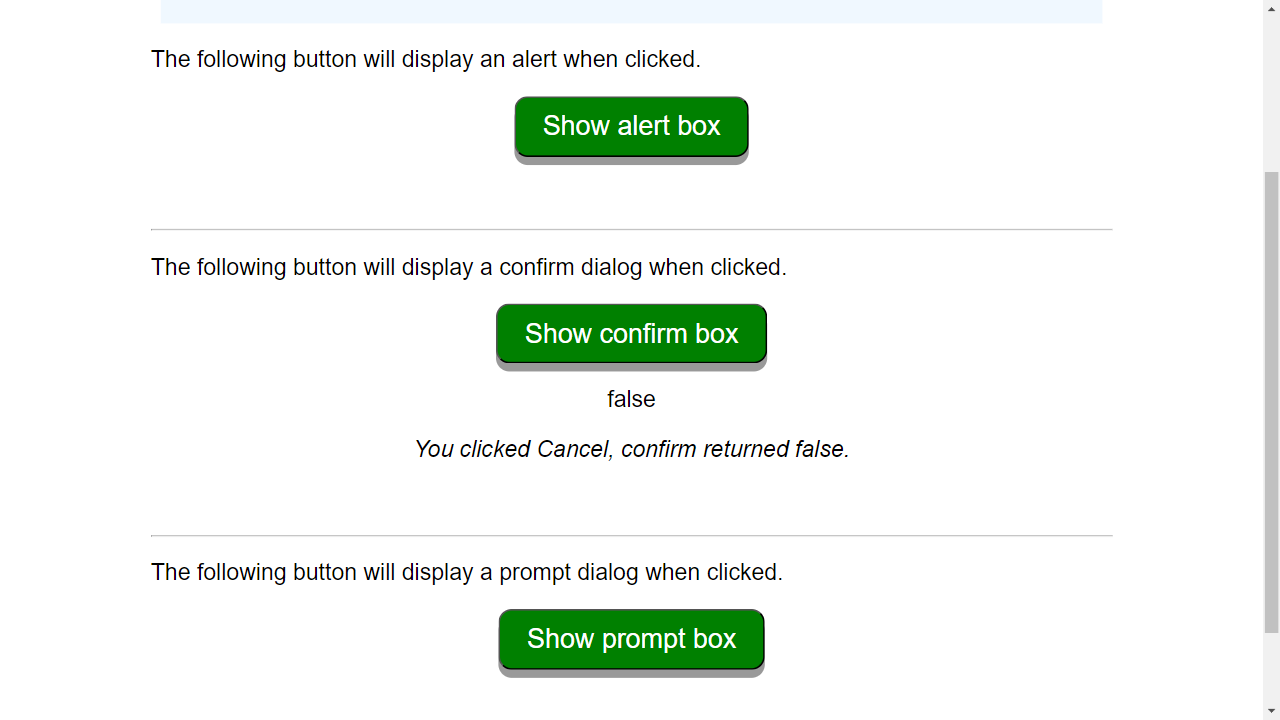 The following button will display an alert when clicked.
Show alert box
The following button will display a confirm dialog when clicked.
Show confirm box
false
You clicked Cancel, confirm returned false.
The following button will display a prompt dialog when clicked.
Show prompt box